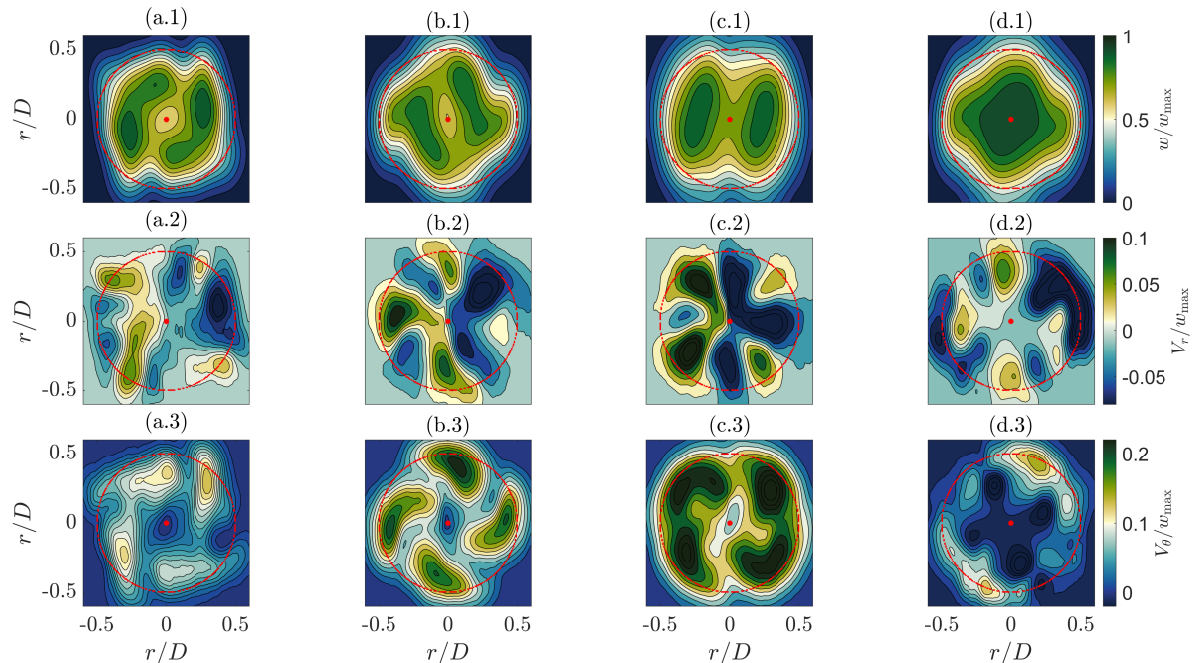 (a.1) (b.1) (c.1) (d.1)
0.5 1
r/D 0 0.5 w/w_max
-0.5 0
(a.2) (b.2) (c.2) (d.2)
0.5 0.1
0.05
r/D 0 0 V_r/w_max
-0.5 -0.05
(a.3) (b.3) (c.3) (d.3)
0.5 0.2
r/D 0 0.1 V_θ/w_max
-0.5 0
-0.5 0 0.5 -0.5 0 0.5 -0.5 0 0.5 -0.5 0 0.5
r/D r/D r/D r/D